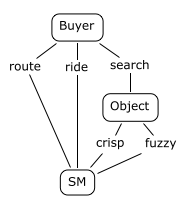 Buyer
route ride search
Object
crisp fuzzy
SM